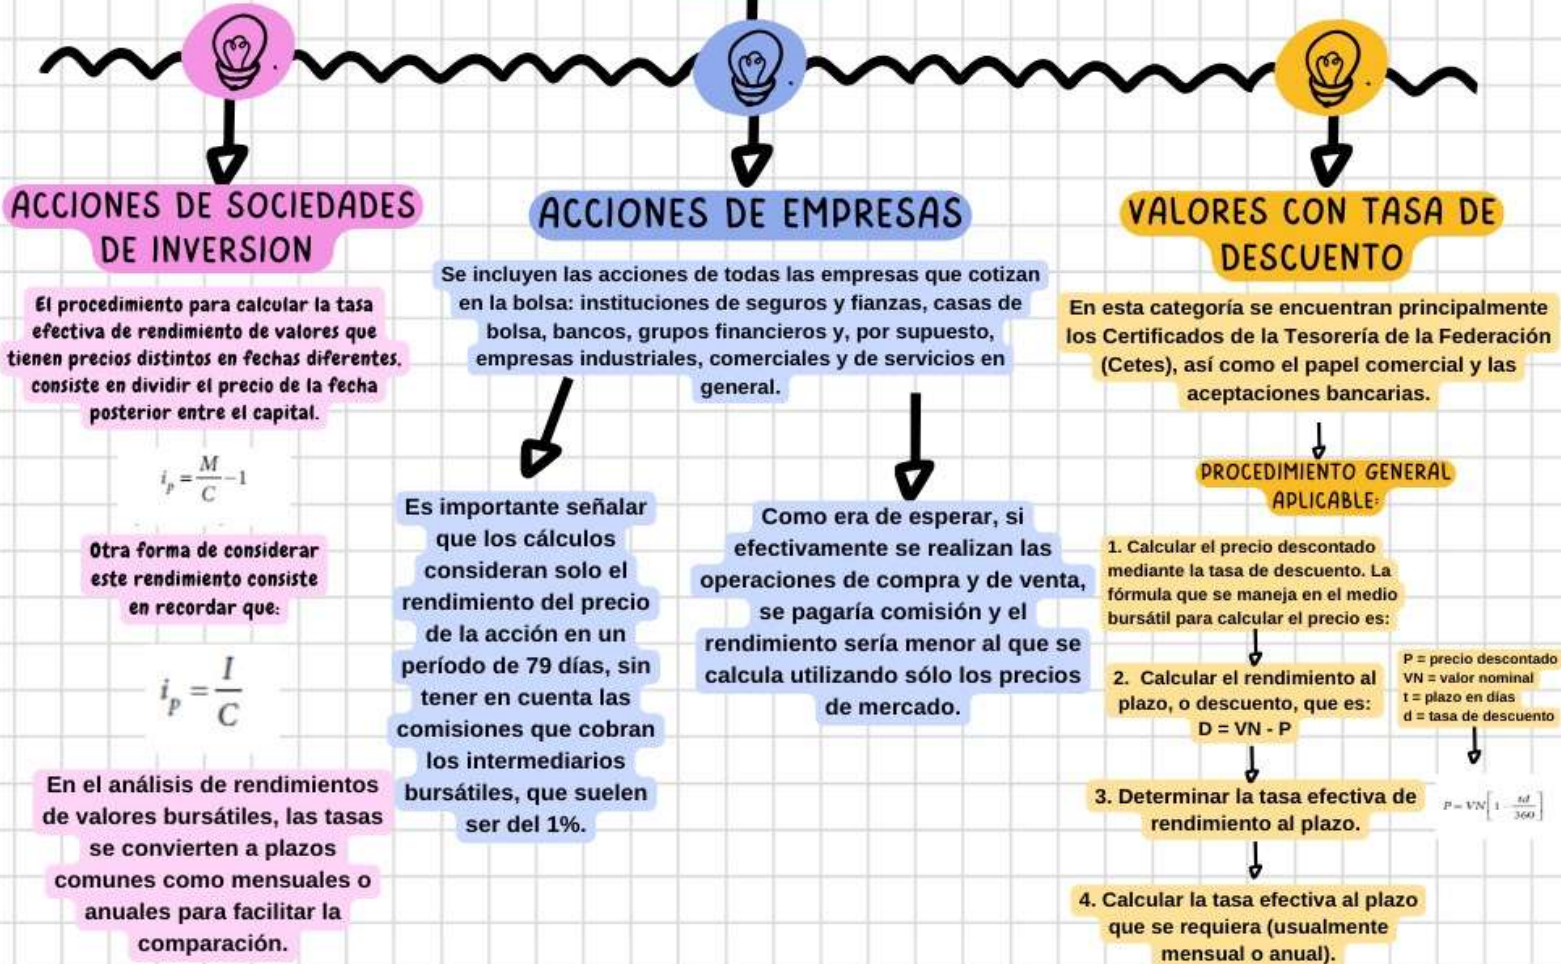 ACCIONES DE SOCIEDADES
DE INVERSION
El procedimiento para calcular la tasa
efectiva de rendimiento de valores que
tienen precios distintos en fechas diferentes,
consiste en dividir el precio de la fecha
posterior entre el capital.
i_p = M/C - 1
Otra forma de considerar
este rendimiento consiste
en recordar que:
i_p = I/C
En el análisis de rendimientos
de valores bursátiles, las tasas
se convierten a plazos
comunes como mensuales o
anuales para facilitar la
comparación.
ACCIONES DE EMPRESAS
Se incluyen las acciones de todas las empresas que cotizan
en la bolsa: instituciones de seguros y fianzas, casas de
bolsa, bancos, grupos financieros y, por supuesto,
empresas industriales, comerciales y de servicios en
general.
Es importante señalar
que los cálculos
consideran solo el
rendimiento del precio
de la acción en un
período de 79 días, sin
tener en cuenta las
comisiones que cobran
los intermediarios
bursátiles, que suelen
ser del 1%.
Como era de esperar, si
efectivamente se realizan las
operaciones de compra y de venta,
se pagaría comisión y el
rendimiento sería menor al que se
calcula utilizando sólo los precios
de mercado.
VALORES CON TASA DE
DESCUENTO
En esta categoría se encuentran principalmente
los Certificados de la Tesorería de la Federación
(Cetes), así como el papel comercial y las
aceptaciones bancarias.
PROCEDIMIENTO GENERAL
APLICABLE:
1. Calcular el precio descontado
mediante la tasa de descuento. La
fórmula que se maneja en el medio
bursátil para calcular el precio es:
2. Calcular el rendimiento al
plazo, o descuento, que es:
D = VN - P
P = precio descontado
VN = valor nominal
t = plazo en días
d = tasa de descuento
P = VN[1 - td/360]
3. Determinar la tasa efectiva de
rendimiento al plazo.
4. Calcular la tasa efectiva al plazo
que se requiera (usualmente
mensual o anual).